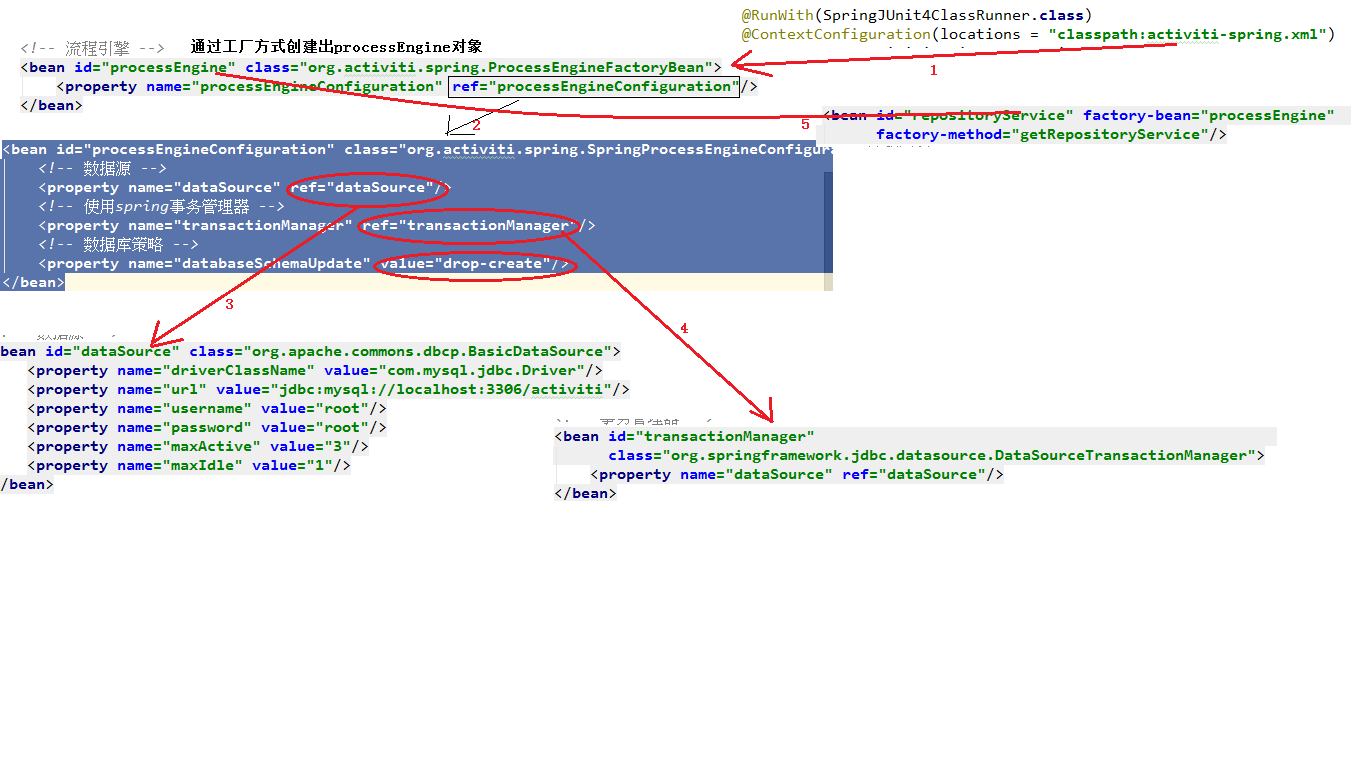 @RunWith(SpringJUnit4ClassRunner.class)
@ContextConfiguration(locations = "classpath:activiti-spring.xml")
<!-- 流程引擎 --> 通过工厂方式创建出processEngine对象
<bean id="processEngine" class="org.activiti.spring.ProcessEngineFactoryBean">
<property name="processEngineConfiguration" ref="processEngineConfiguration"/>
</bean>
1
2
5
<bean id="repositoryService" factory-bean="processEngine"
factory-method="getRepositoryService"/>
<bean id="processEngineConfiguration" class="org.activiti.spring.SpringProcessEngineConfigur
<!-- 数据源 -->
<property name="dataSource" ref="dataSource"/>
<!-- 使用spring事务管理器 -->
<property name="transactionManager" ref="transactionManager"/>
<!-- 数据库策略 -->
<property name="databaseSchemaUpdate" value="drop-create"/>
</bean>
3
4
bean id="dataSource" class="org.apache.commons.dbcp.BasicDataSource">
<property name="driverClassName" value="com.mysql.jdbc.Driver"/>
<property name="url" value="jdbc:mysql://localhost:3306/activiti"/>
<property name="username" value="root"/>
<property name="password" value="root"/>
<property name="maxActive" value="3"/>
<property name="maxIdle" value="1"/>
/bean>
<bean id="transactionManager"
class="org.springframework.jdbc.datasource.DataSourceTransactionManager">
<property name="dataSource" ref="dataSource"/>
</bean>